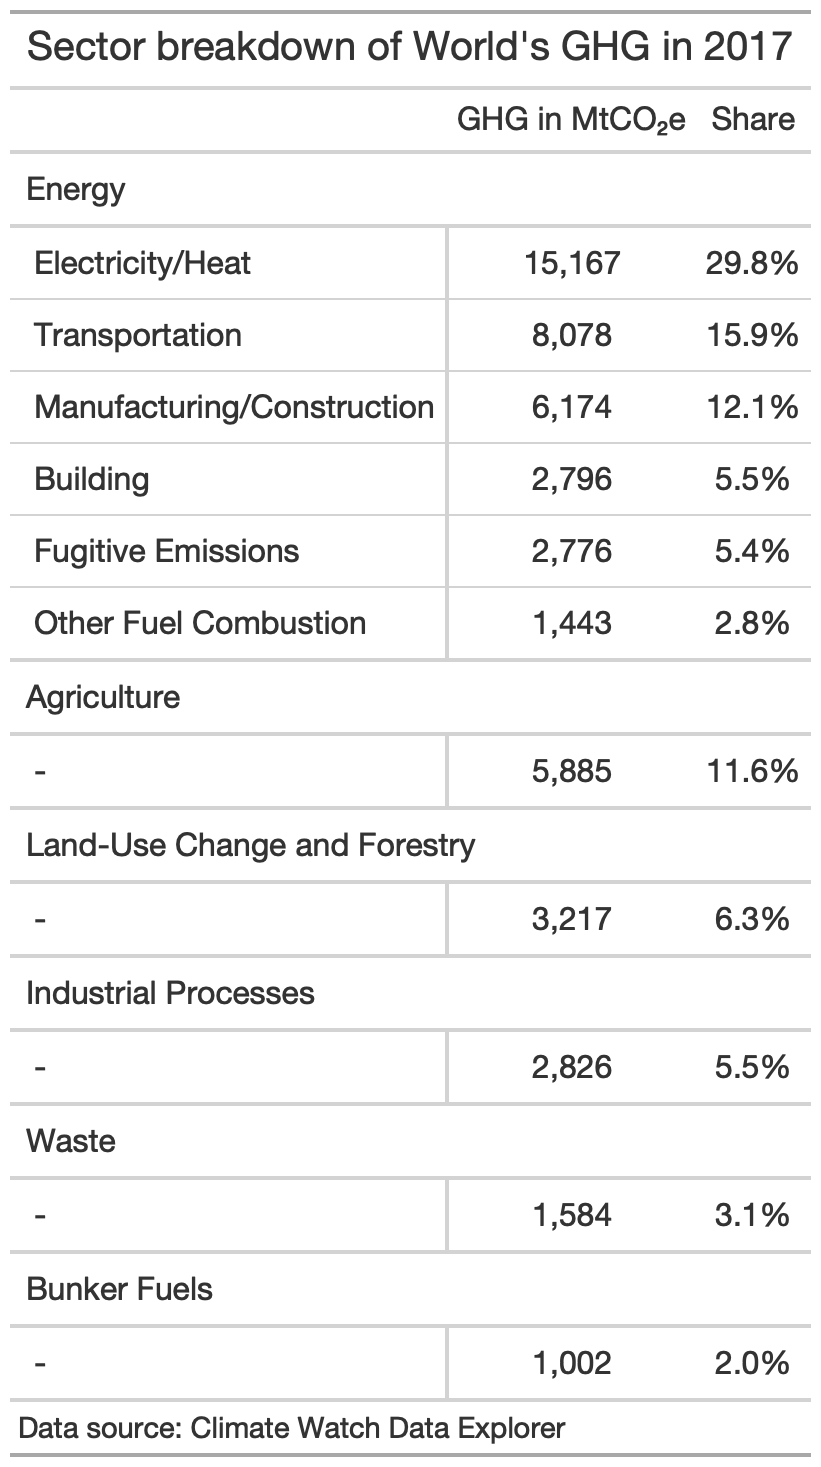 Sector breakdown of World's GHG in 2017
GHG in MtCO₂e Share
Energy
Electricity/Heat 15,167 29.8%
Transportation 8,078 15.9%
Manufacturing/Construction 6,174 12.1%
Building 2,796 5.5%
Fugitive Emissions 2,776 5.4%
Other Fuel Combustion 1,443 2.8%
Agriculture
- 5,885 11.6%
Land-Use Change and Forestry
- 3,217 6.3%
Industrial Processes
- 2,826 5.5%
Waste
- 1,584 3.1%
Bunker Fuels
- 1,002 2.0%
Data source: Climate Watch Data Explorer